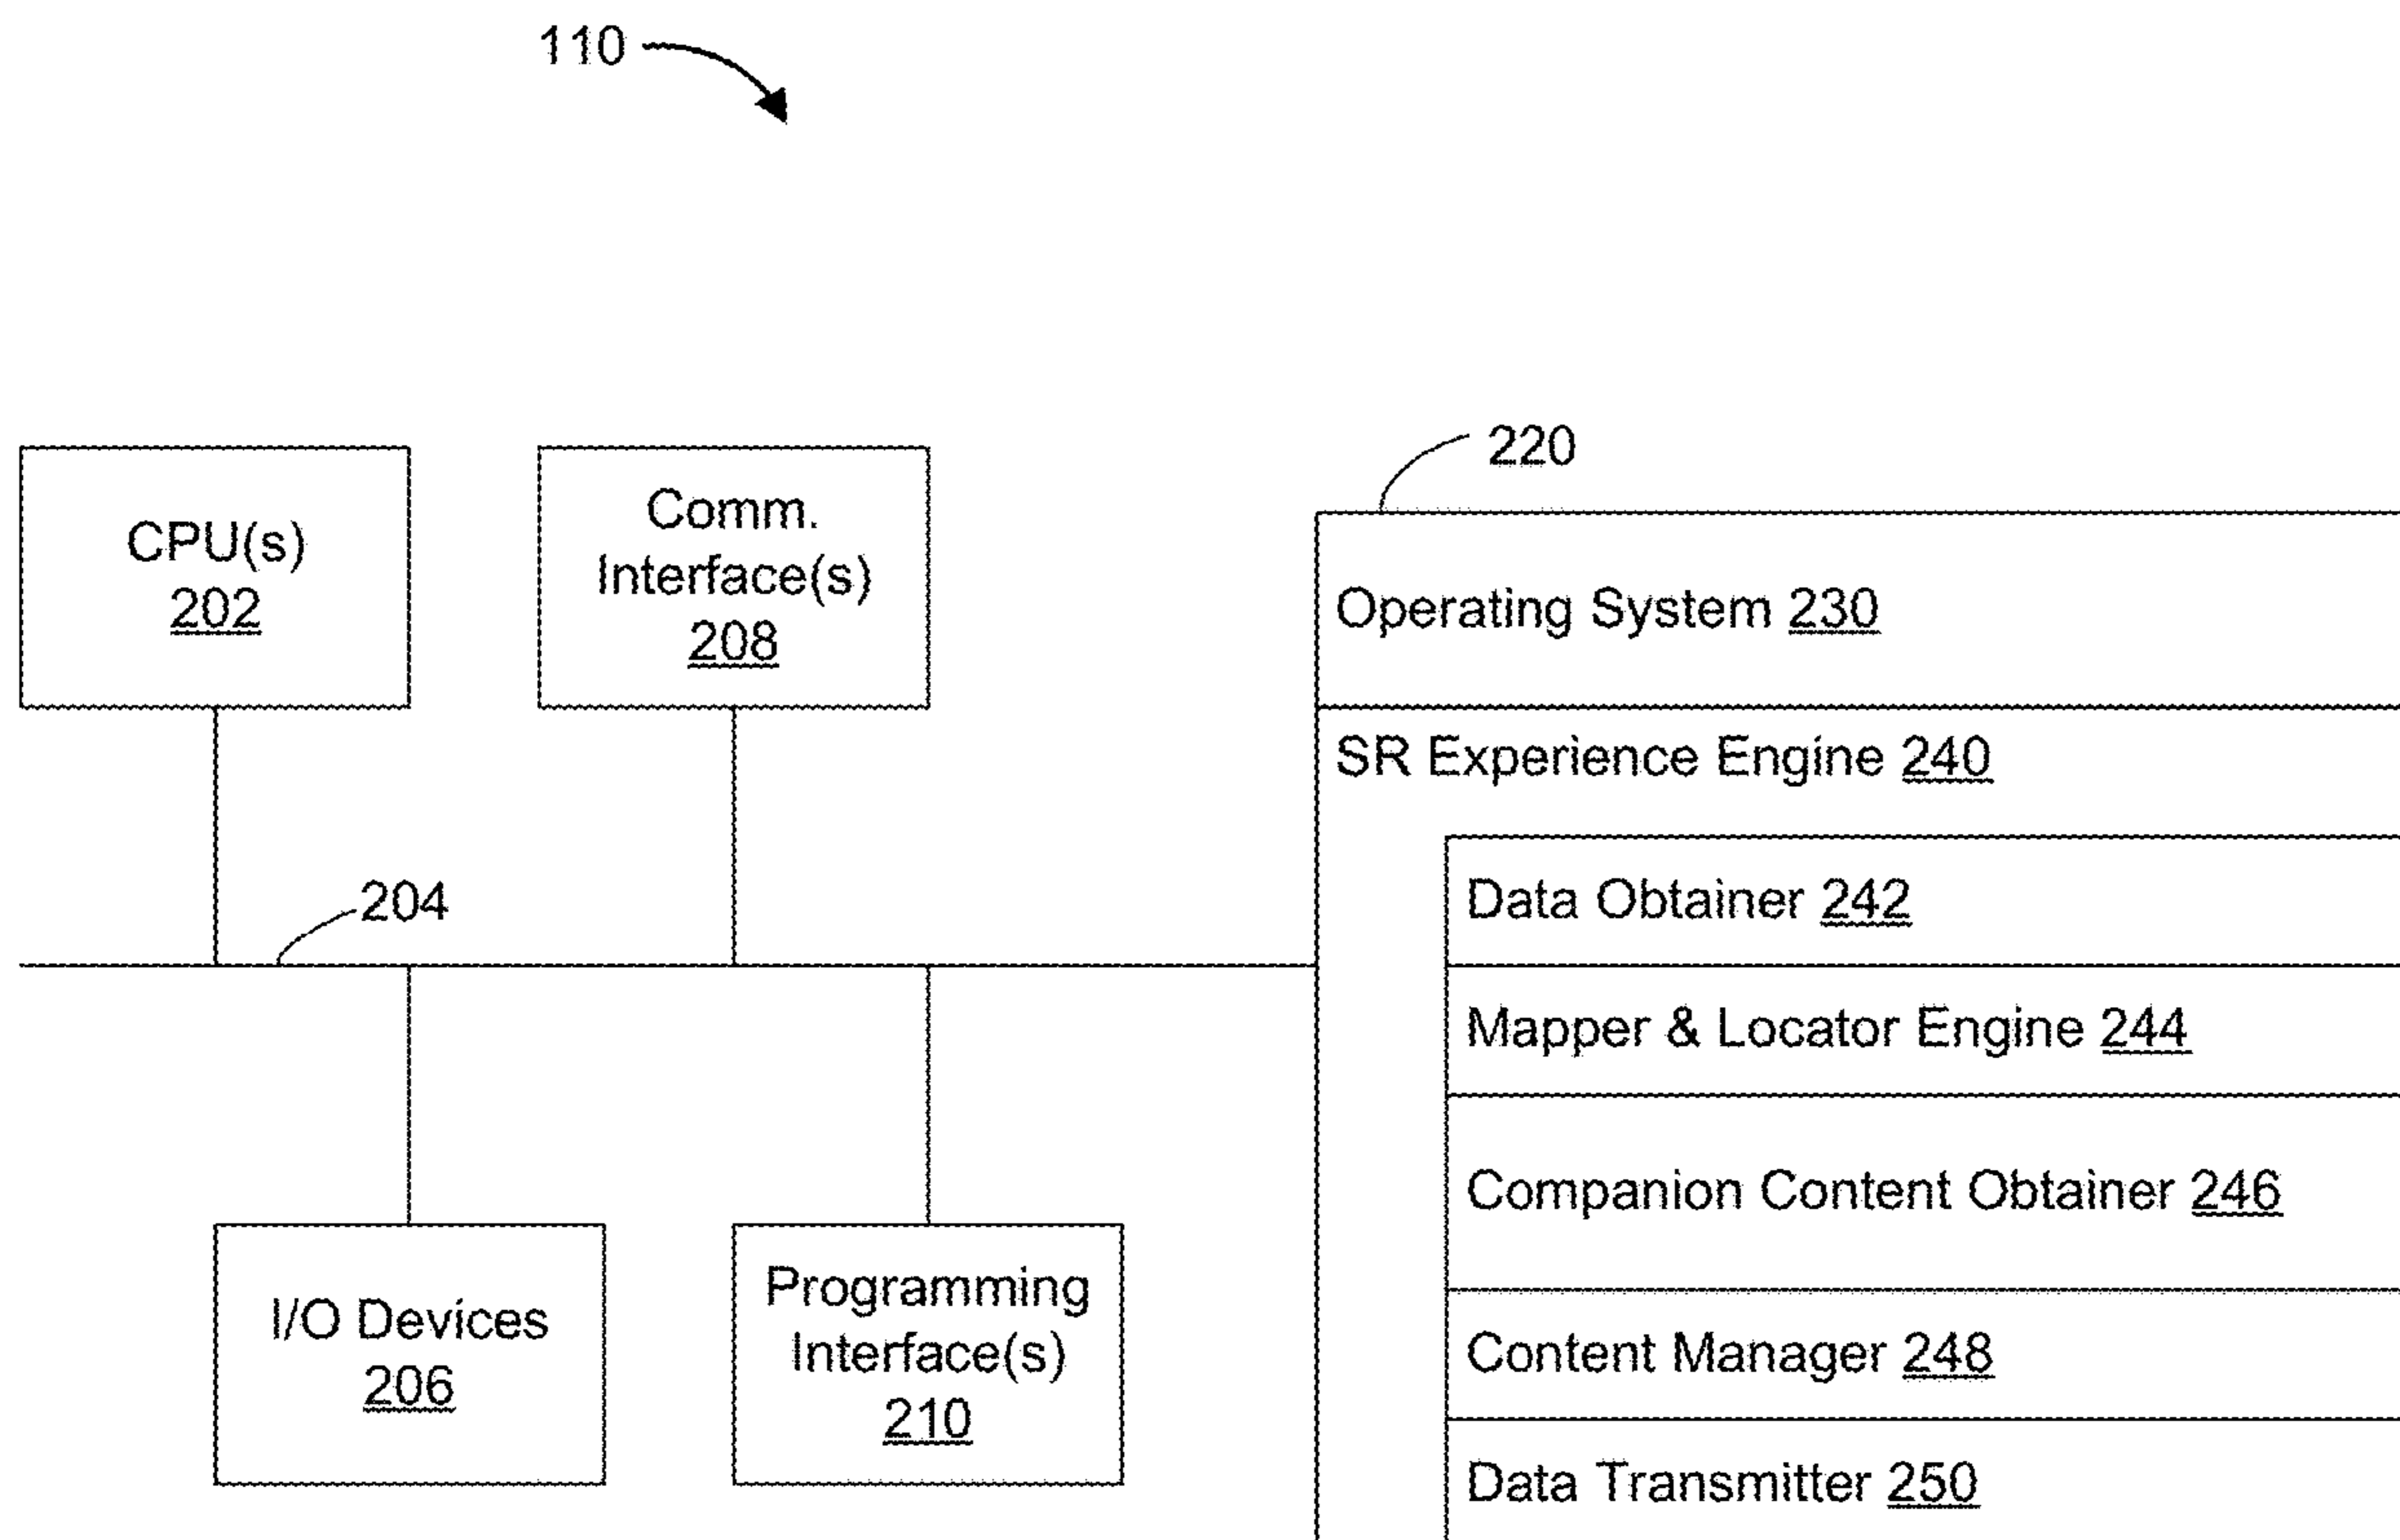 110
CPU(s)
202
Comm.
Interface(s)
208
204
I/O Devices
206
Programming
Interface(s)
210
220
Operating System 230
SR Experience Engine 240
Data Obtainer 242
Mapper & Locator Engine 244
Companion Content Obtainer 246
Content Manager 248
Data Transmitter 250